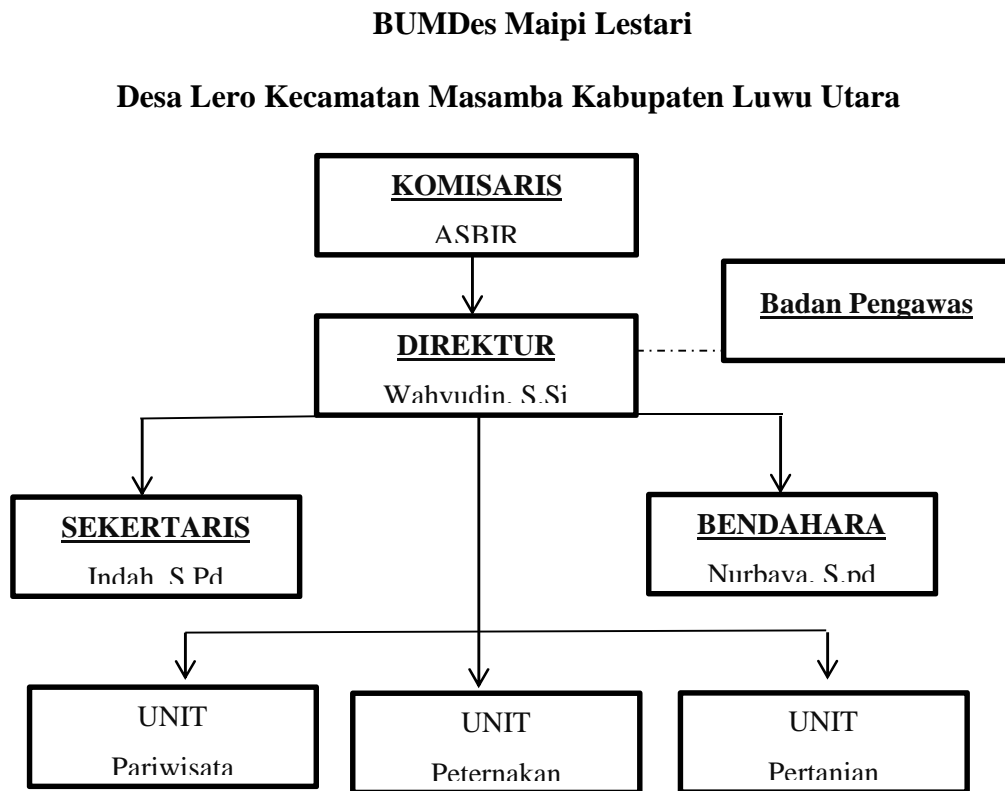 BUMDes Maipi Lestari
Desa Lero Kecamatan Masamba Kabupaten Luwu Utara
KOMISARIS
ASBIR
Badan Pengawas
DIREKTUR
Wahyudin, S.Si
SEKERTARIS
Indah, S.Pd
BENDAHARA
Nurbaya, S.pd
UNIT
Pariwisata
UNIT
Peternakan
UNIT
Pertanian